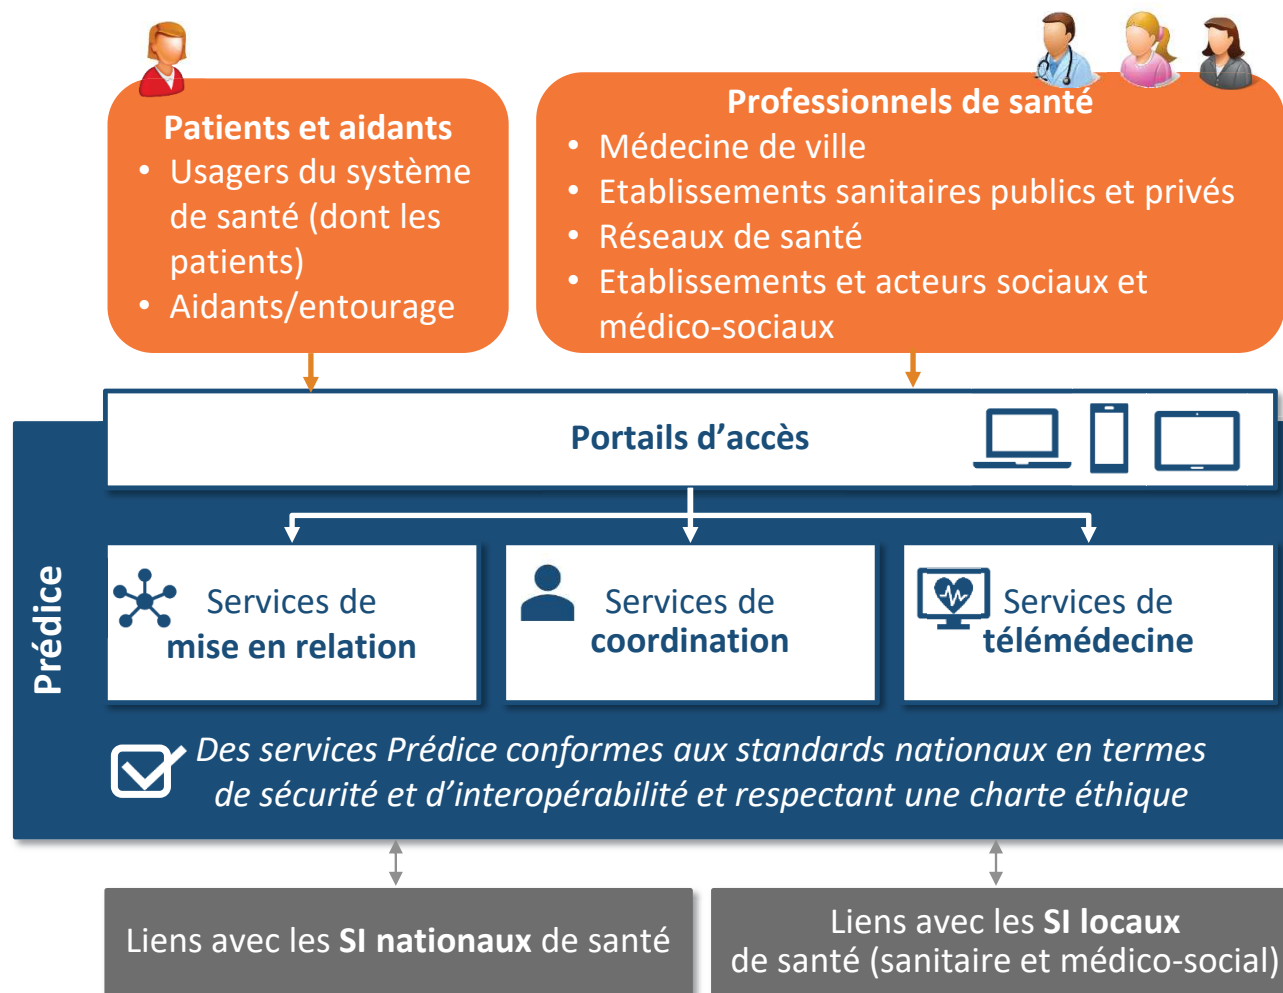 Patients et aidants
• Usagers du système
de santé (dont les
patients)
• Aidants/entourage
Professionnels de santé
• Médecine de ville
• Etablissements sanitaires publics et privés
• Réseaux de santé
• Etablissements et acteurs sociaux et
médico-sociaux
Portails d’accès
Prédice
Services de
mise en relation
Services de
coordination
Services de
télémédecine
Des services Prédice conformes aux standards nationaux en termes
de sécurité et d’interopérabilité et respectant une charte éthique
Liens avec les SI nationaux de santé
Liens avec les SI locaux
de santé (sanitaire et médico-social)